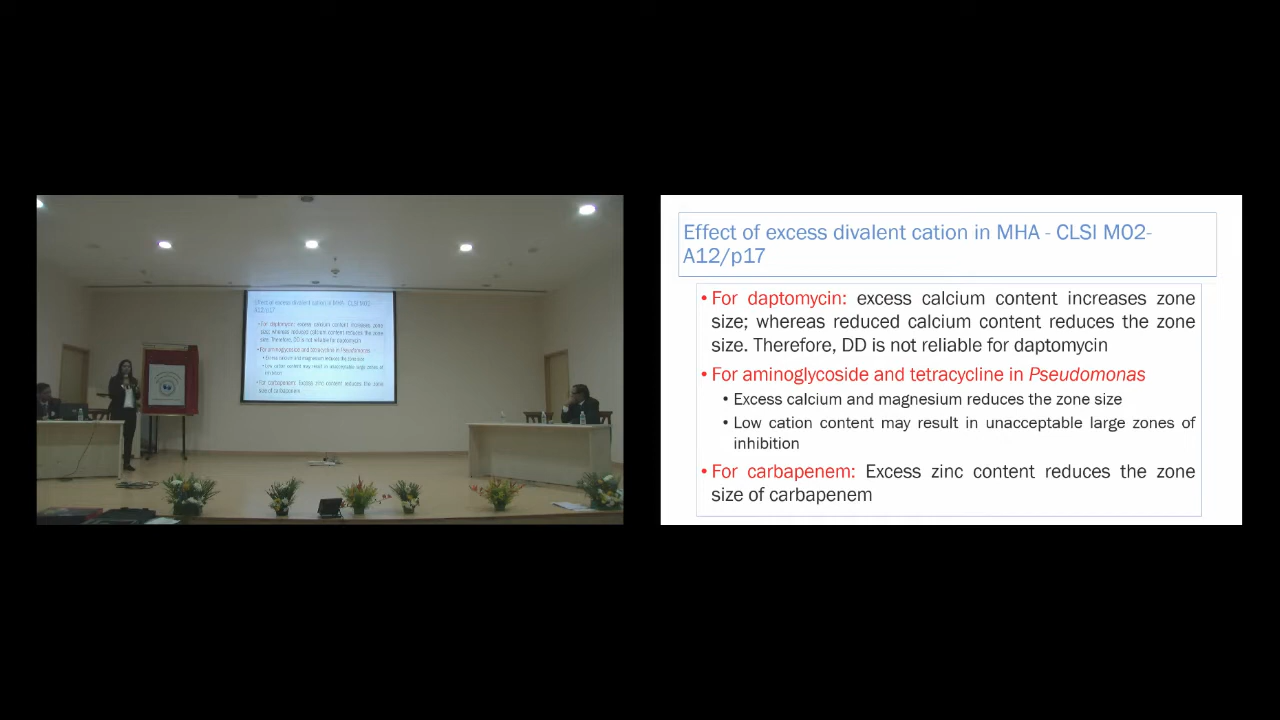 Effect of excess divalent cation in MHA - CLSI M02-
A12/p17
• For daptomycin: excess calcium content increases zone
size; whereas reduced calcium content reduces the zone
size. Therefore, DD is not reliable for daptomycin
• For aminoglycoside and tetracycline in Pseudomonas
• Excess calcium and magnesium reduces the zone size
• Low cation content may result in unacceptable large zones of
inhibition
• For carbapenem: Excess zinc content reduces the zone
size of carbapenem